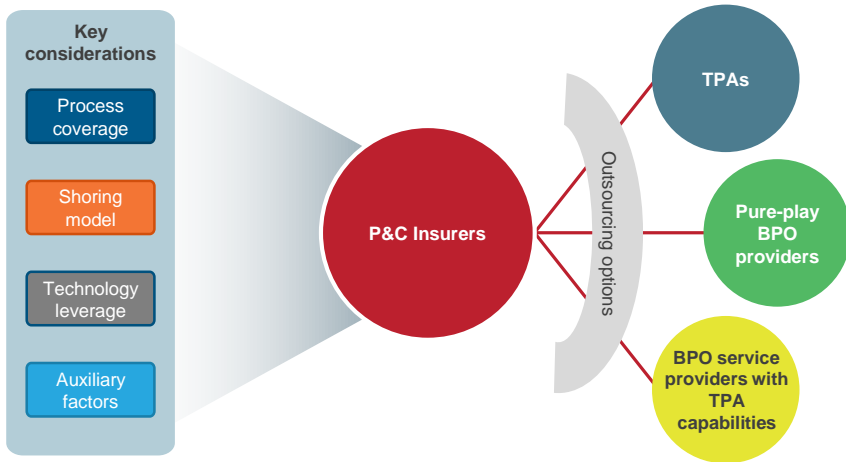 Key
considerations
Process
coverage
Shoring
model
Technology
leverage
Auxiliary
factors
P&C Insurers
Outsourcing options
TPAs
Pure-play
BPO
providers
BPO service
providers with
TPA
capabilities